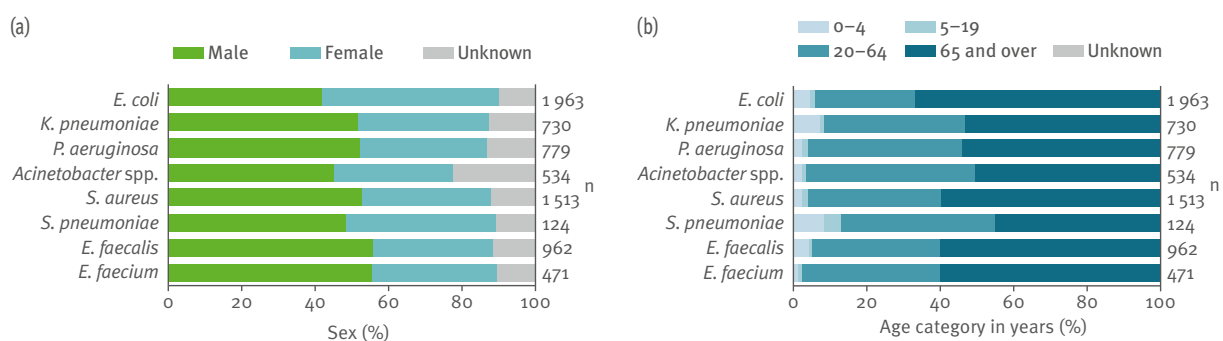 (a)
Male Female Unknown
E. coli 1 963
K. pneumoniae 730
P. aeruginosa 779
Acinetobacter spp. 534
n
S. aureus 1 513
S. pneumoniae 124
E. faecalis 962
E. faecium 471
0 20 40 60 80 100
Sex (%)
(b)
0–4 5–19
20–64 65 and over Unknown
E. coli 1 963
K. pneumoniae 730
P. aeruginosa 779
Acinetobacter spp. 534
n
S. aureus 1 513
S. pneumoniae 124
E. faecalis 962
E. faecium 471
0 20 40 60 80 100
Age category in years (%)